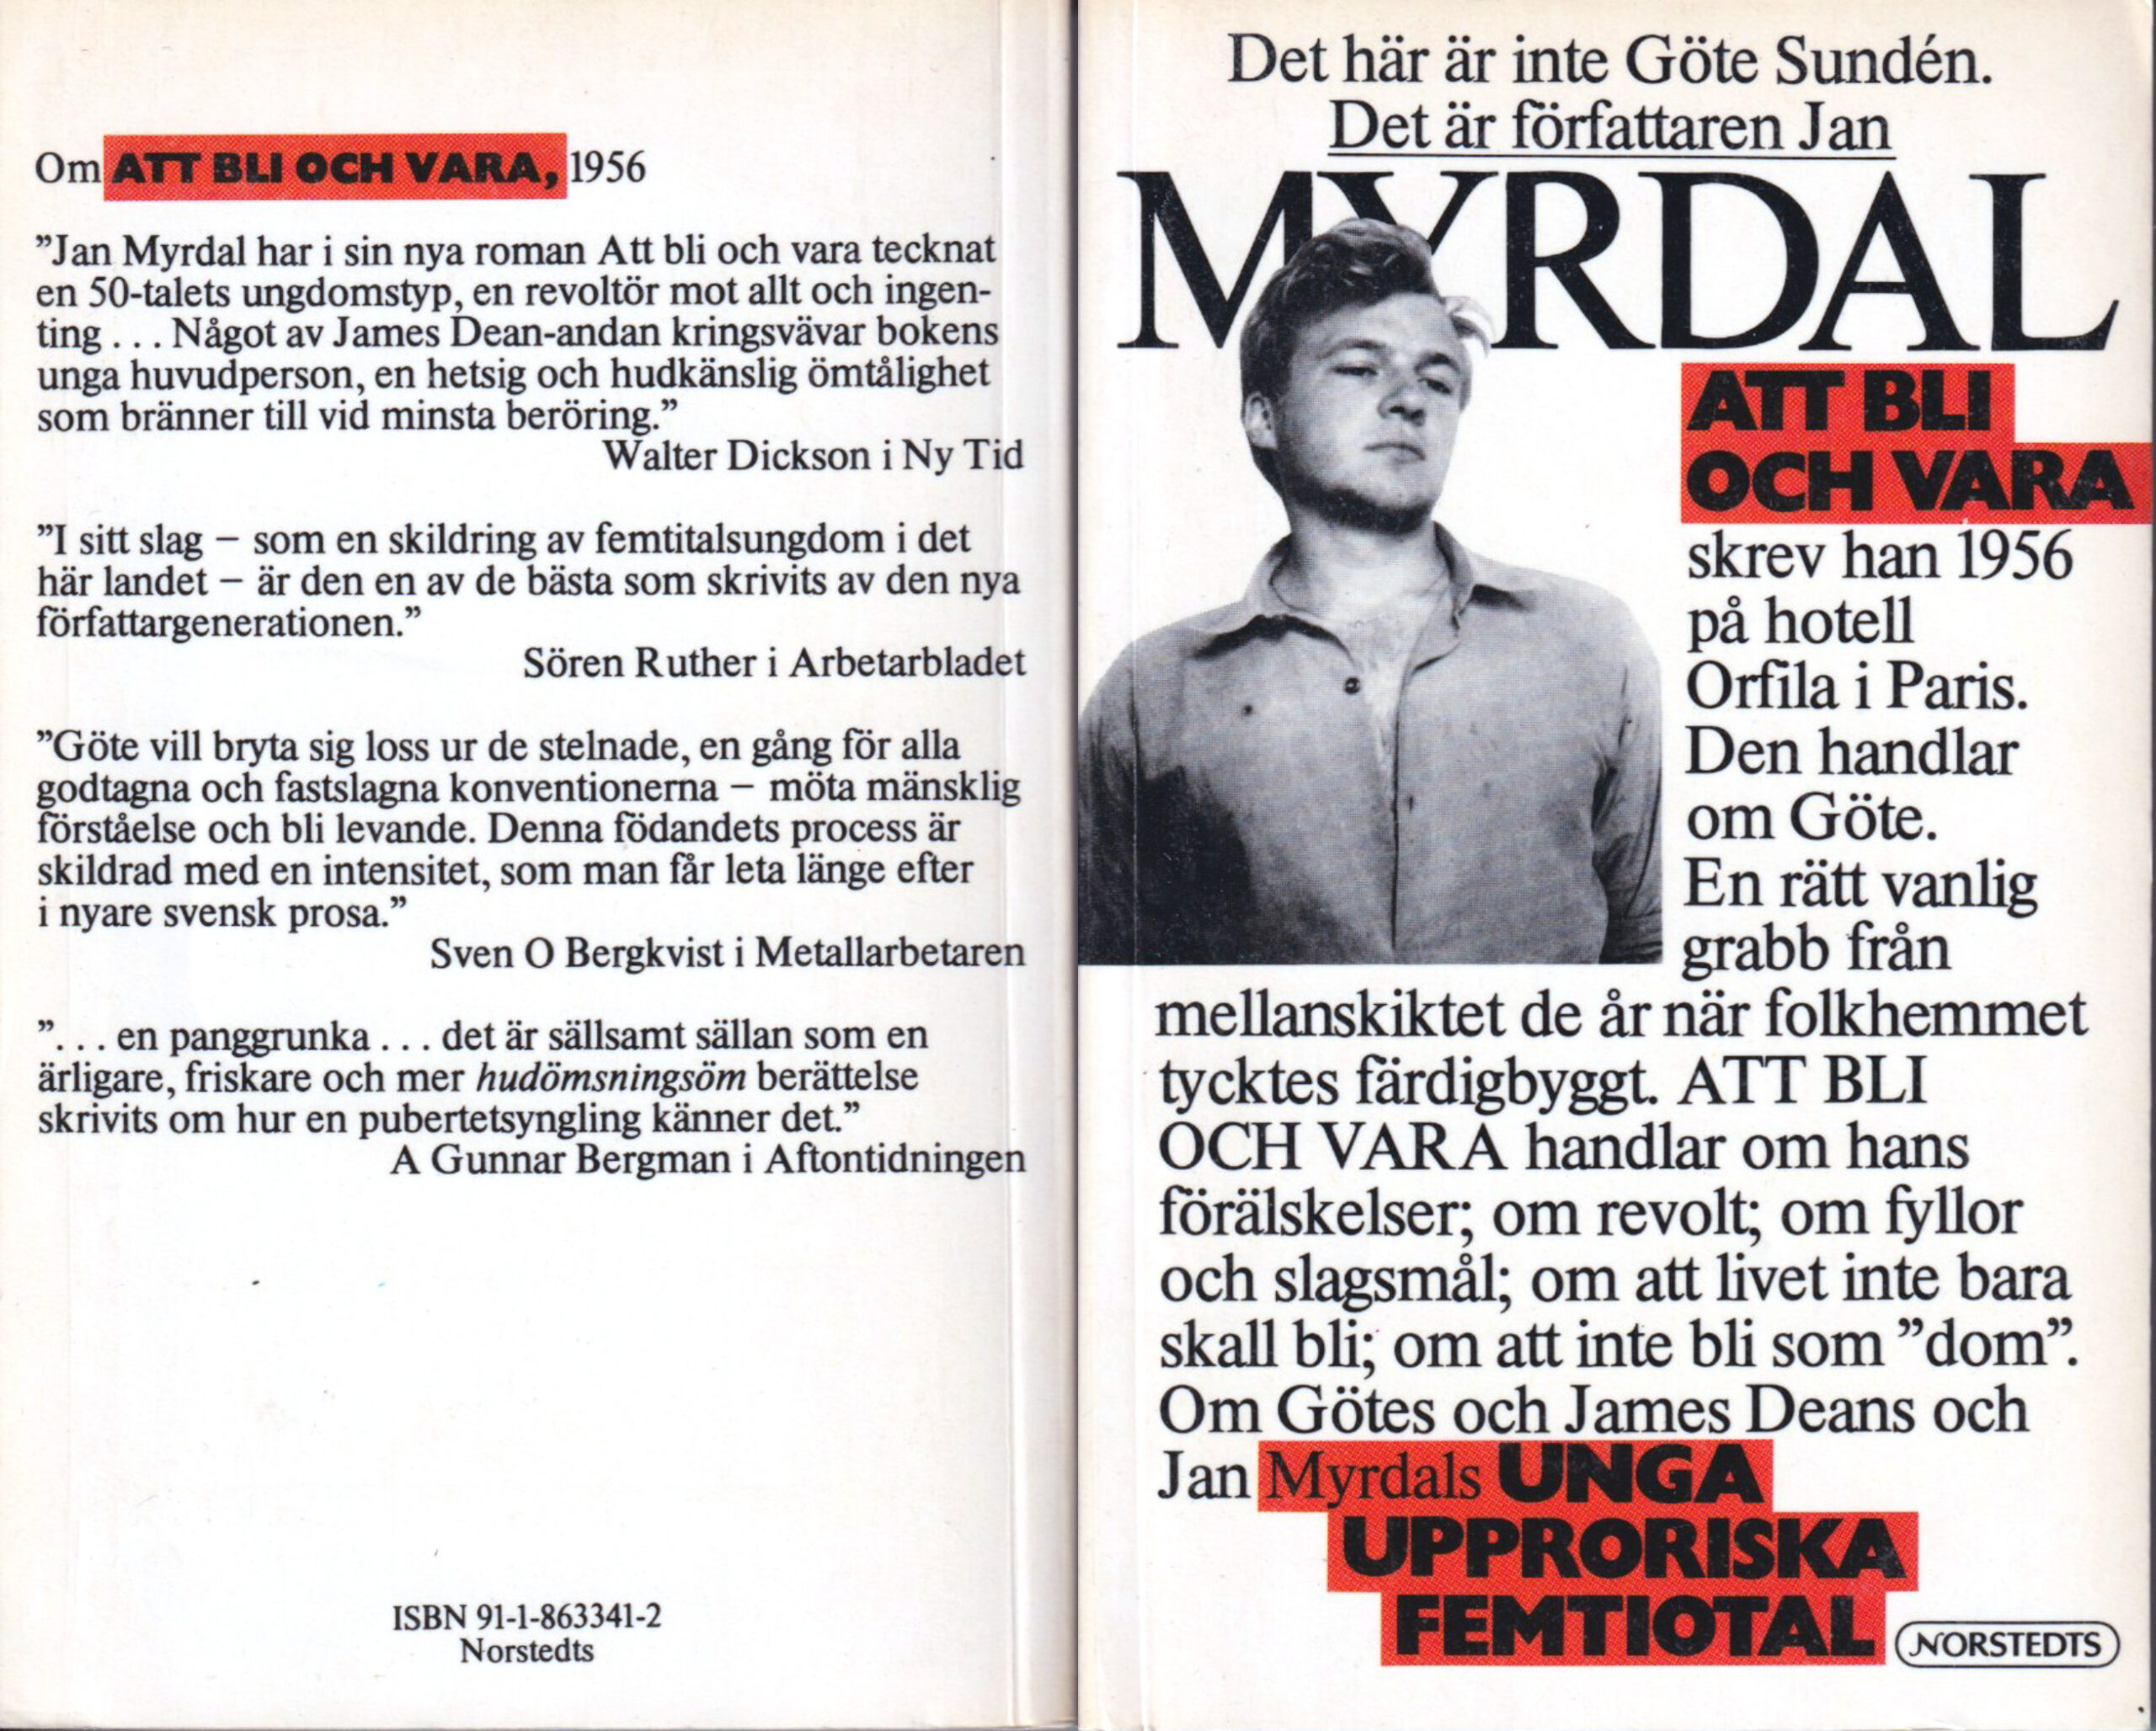 Om ATT BLI OCH VARA, 1956
”Jan Myrdal har i sin nya roman Att bli och vara tecknat
en 50-talets ungdomstyp, en revoltör mot allt och ingen-
ting . . . Något av James Dean-andan kringsvävar bokens
unga huvudperson, en hetsig och hudkänslig ömtålighet
som bränner till vid minsta beröring.”
Walter Dickson i Ny Tid
”I sitt slag – som en skildring av femtitalsungdom i det
här landet – är den en av de bästa som skrivits av den nya
författargenerationen.”
Sören Ruther i Arbetarbladet
”Göte vill bryta sig loss ur de stelnade, en gång för alla
godtagna och fastslagna konventionerna – möta mänsklig
förståelse och bli levande. Denna födandets process är
skildrad med en intensitet, som man får leta länge efter
i nyare svensk prosa.”
Sven O Bergkvist i Metallarbetaren
”. . . en panggrunka . . . det är sällsamt sällan som en
ärligare, friskare och mer hudömsningsöm berättelse
skrivits om hur en pubertetsyngling känner det.”
A Gunnar Bergman i Aftontidningen
ISBN 91-1-863341-2
Norstedts
Det här är inte Göte Sundén.
Det är författaren Jan
MYRDAL
ATT BLI
OCH VARA
skrev han 1956
på hotell
Orfila i Paris.
Den handlar
om Göte.
En rätt vanlig
grabb från
mellanskiktet de år när folkhemmet
tycktes färdigbyggt. ATT BLI
OCH VARA handlar om hans
förälskelser; om revolt; om fyllor
och slagsmål; om att livet inte bara
skall bli; om att inte bli som ”dom”.
Om Götes och James Deans och
Jan Myrdals UNGA
UPPRORISKA
FEMTIOTAL
NORSTEDTS